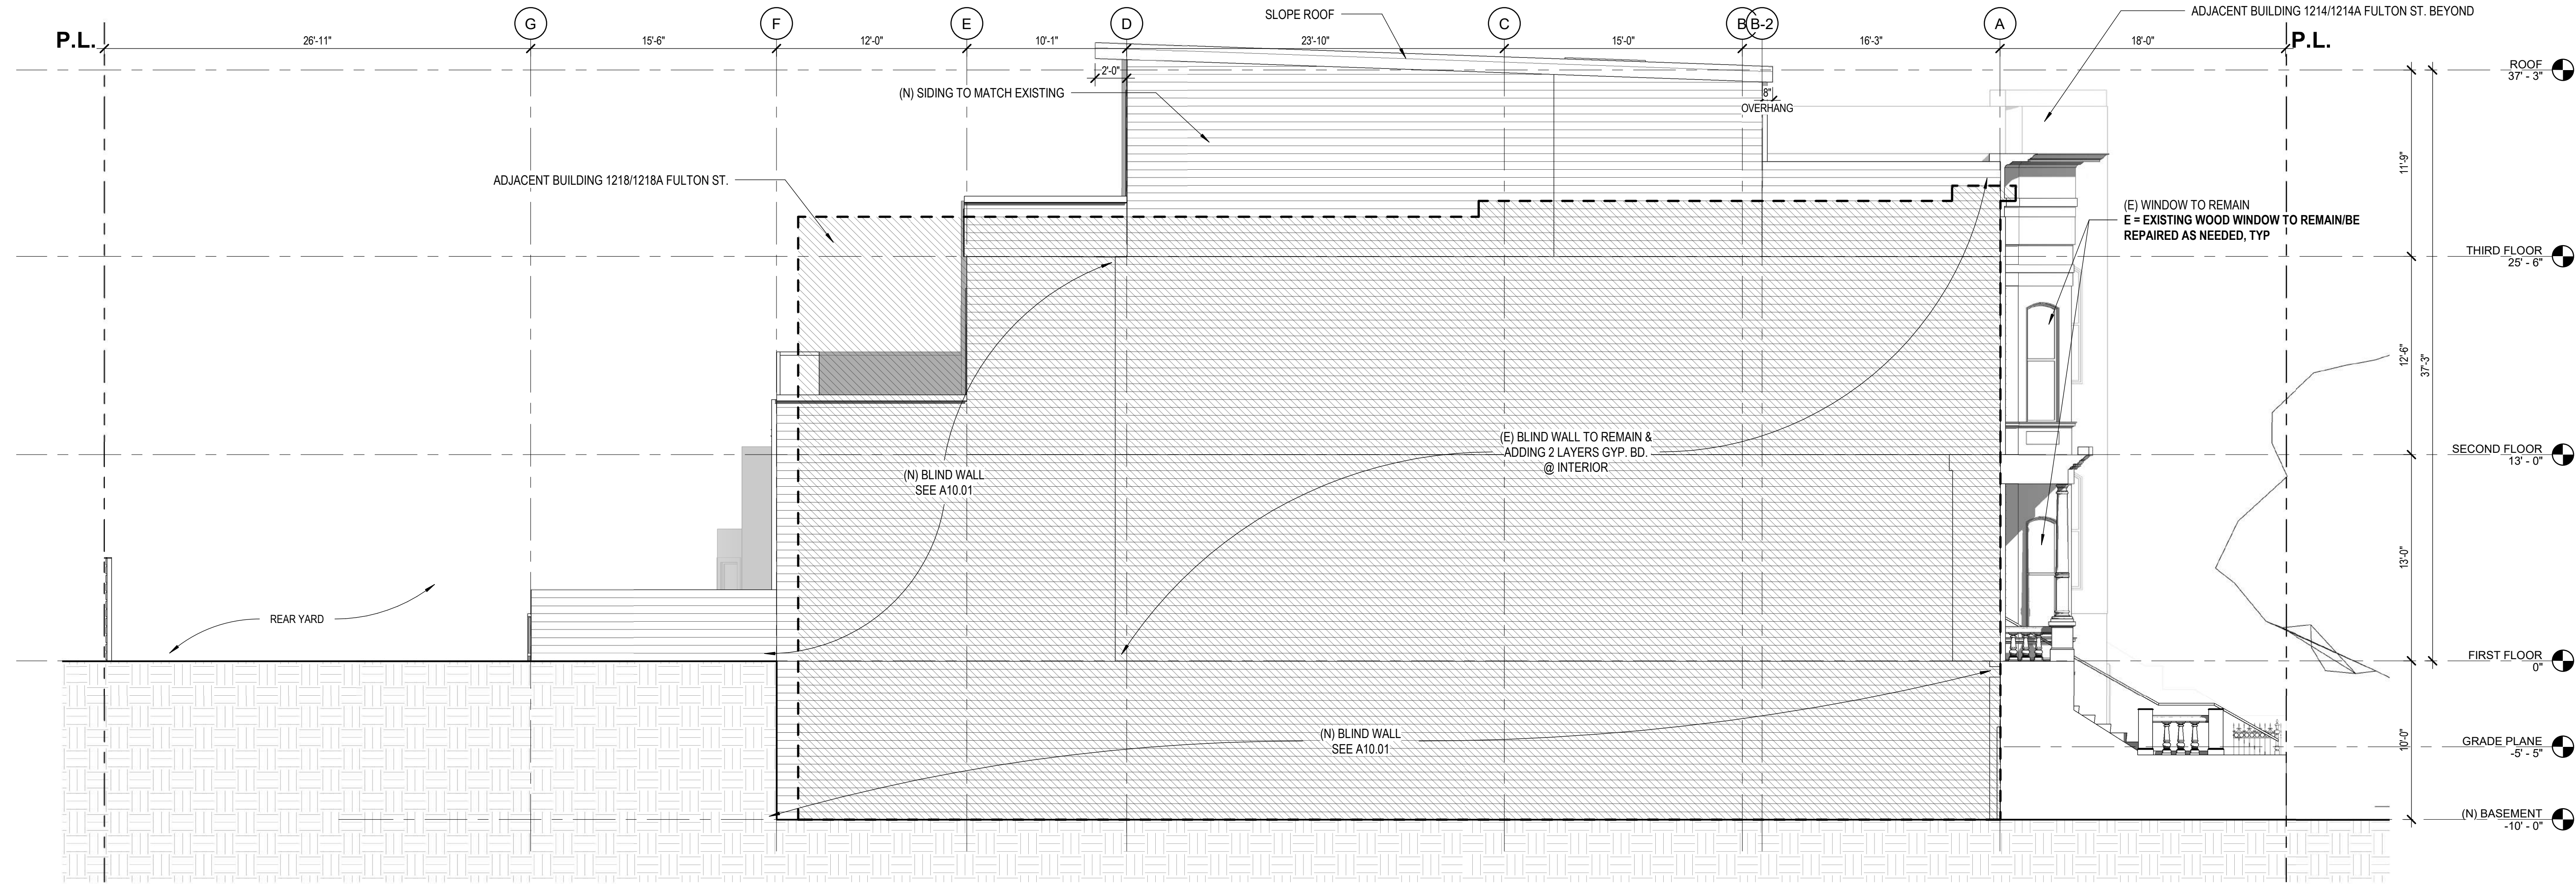 P.L.
G
F
E
D
C
B
B-2
A
P.L.
26'-11"
15'-6"
12'-0"
10'-1"
23'-10"
15'-0"
16'-3"
18'-0"
SLOPE ROOF
ADJACENT BUILDING 1214/1214A FULTON ST. BEYOND
2'-0"
(N) SIDING TO MATCH EXISTING
8"
OVERHANG
ADJACENT BUILDING 1218/1218A FULTON ST.
(E) WINDOW TO REMAIN
E = EXISTING WOOD WINDOW TO REMAIN/BE
REPAIRED AS NEEDED, TYP
(E) BLIND WALL TO REMAIN &
ADDING 2 LAYERS GYP. BD.
@ INTERIOR
(N) BLIND WALL
SEE A10.01
REAR YARD
(N) BLIND WALL
SEE A10.01
ROOF
37' - 3"
11'-9"
THIRD FLOOR
25' - 6"
12'-6"
37'-3"
SECOND FLOOR
13' - 0"
13'-0"
FIRST FLOOR
0"
10'-0"
GRADE PLANE
-5' - 5"
(N) BASEMENT
-10' - 0"